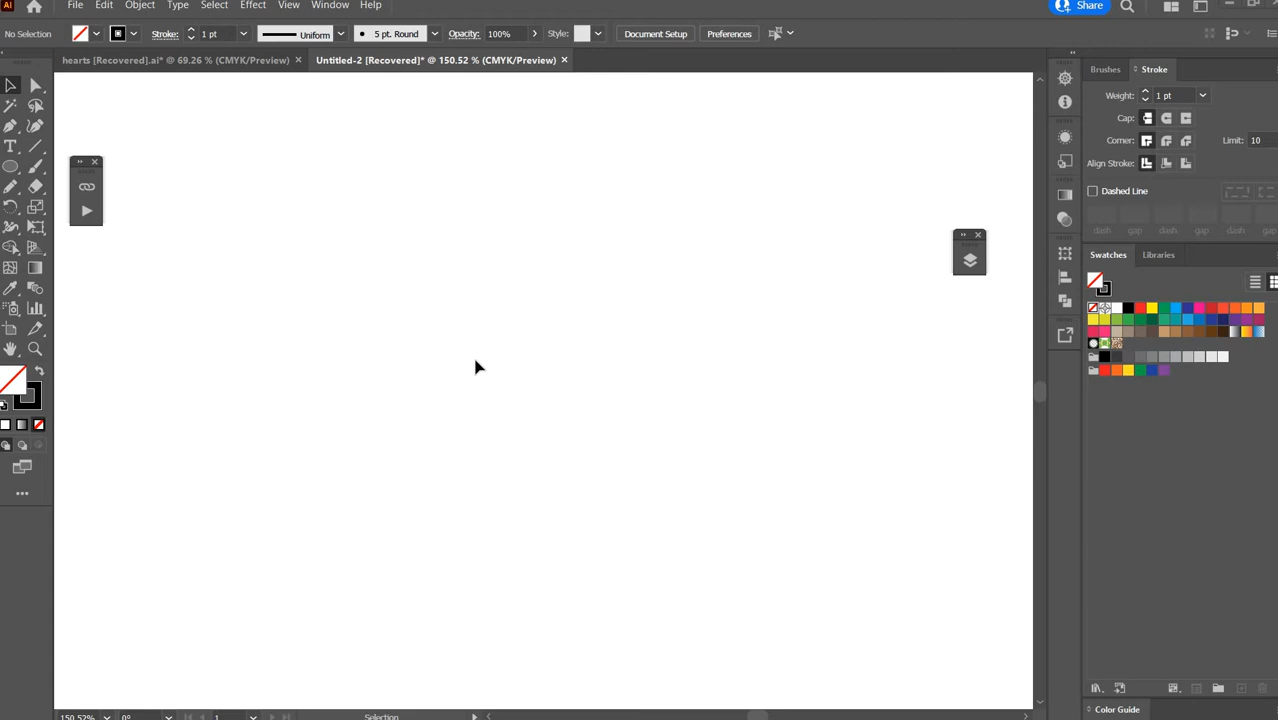 Ai File Edit Object Type Select Effect View Window Help Share
No Selection Stroke: 1 pt Uniform 5 pt. Round Opacity: 100% Style: Document Setup Preferences
hearts [Recovered].ai* @ 69.26 % (CMYK/Preview) Untitled-2 [Recovered]* @ 150.52 % (CMYK/Preview)
Brushes Stroke
Weight: 1 pt
Cap:
Corner: Limit: 10
Align Stroke:
Dashed Line
dash gap dash gap dash gap
Swatches Libraries
Color Guide
150.52% 0° 1 Selection